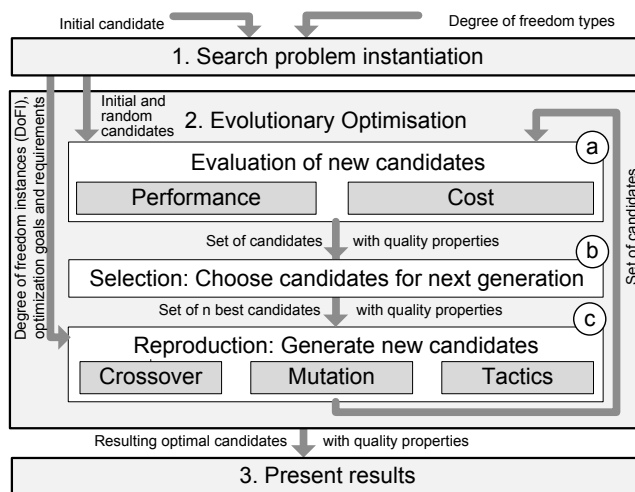 Initial candidate
Degree of freedom types
1. Search problem instantiation
Degree of freedom instances (DoFI),
optimization goals and requirements
Initial and
random
candidates
2. Evolutionary Optimisation
a
Evaluation of new candidates
Performance
Cost
Set of candidates
Set of candidates with quality properties
b
Selection: Choose candidates for next generation
Set of n best candidates with quality properties
c
Reproduction: Generate new candidates
Crossover
Mutation
Tactics
Resulting optimal candidates with quality properties
3. Present results